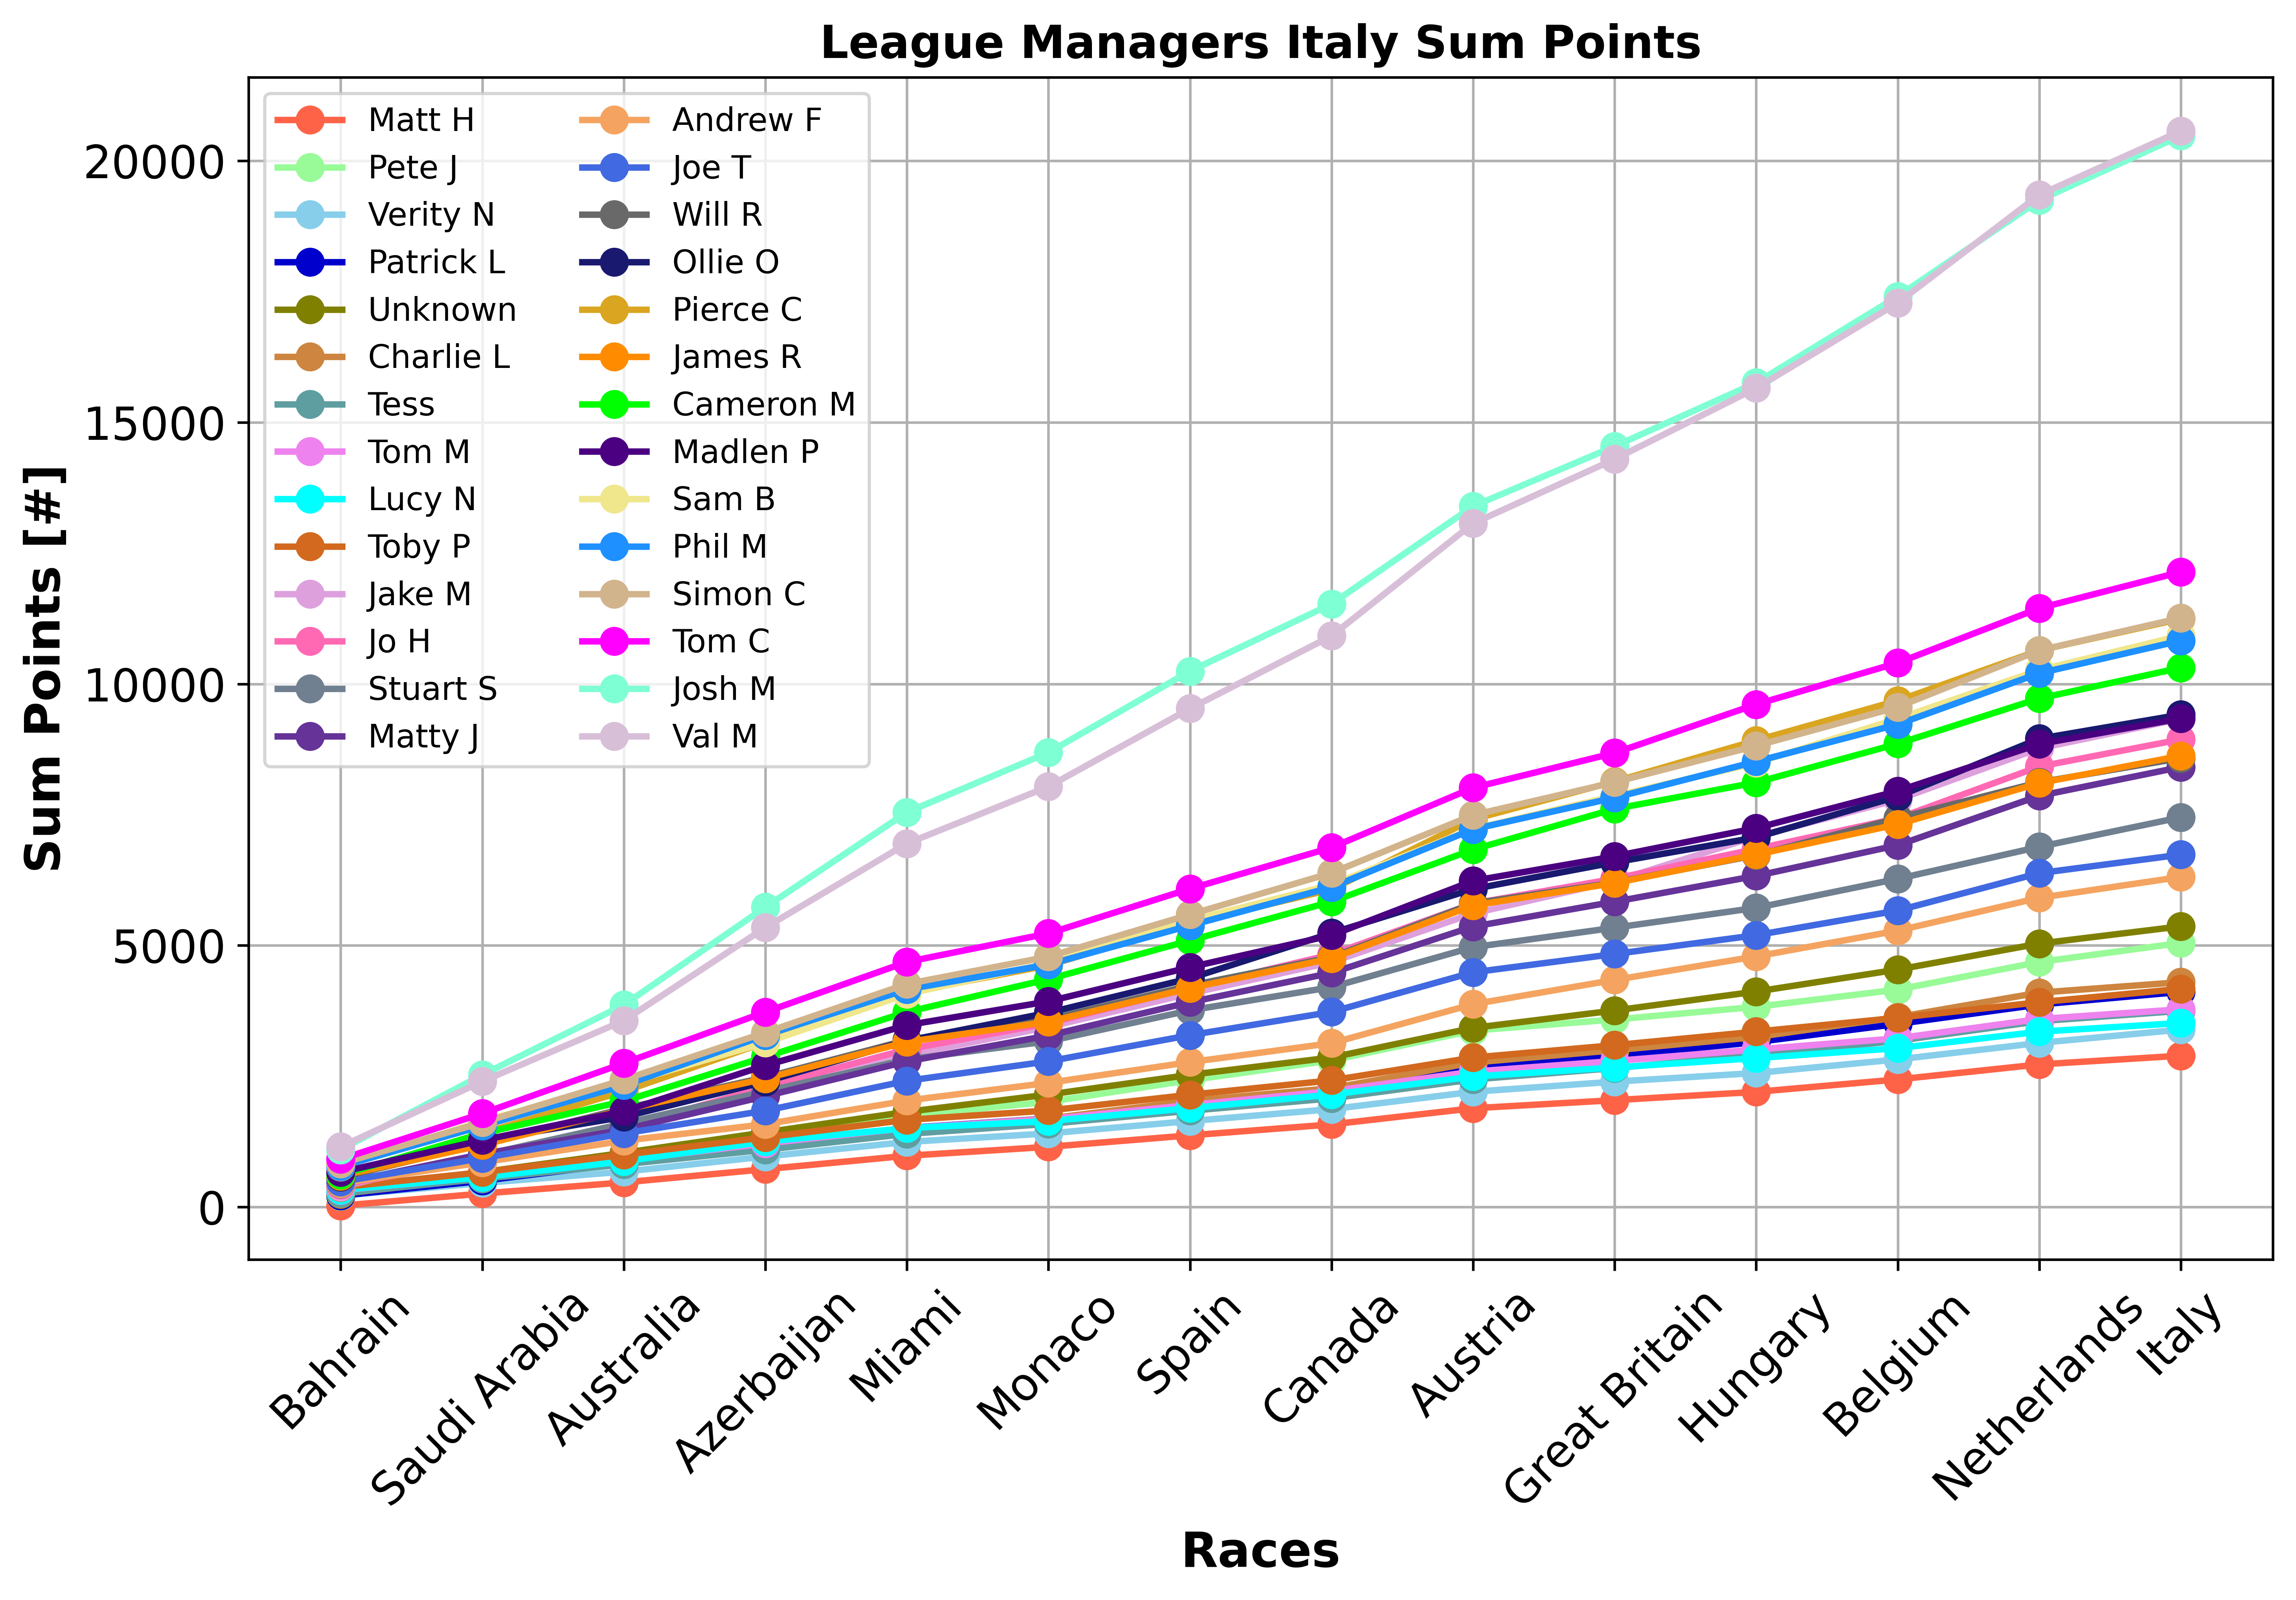 League Managers Italy Sum Points
Sum Points [#]
20000
15000
10000
5000
0
Matt H
Pete J
Verity N
Patrick L
Unknown
Charlie L
Tess
Tom M
Lucy N
Toby P
Jake M
Jo H
Stuart S
Matty J
Andrew F
Joe T
Will R
Ollie O
Pierce C
James R
Cameron M
Madlen P
Sam B
Phil M
Simon C
Tom C
Josh M
Val M
Bahrain
Saudi Arabia
Australia
Azerbaijan
Miami
Monaco
Spain
Canada
Austria
Great Britain
Hungary
Belgium
Netherlands
Italy
Races